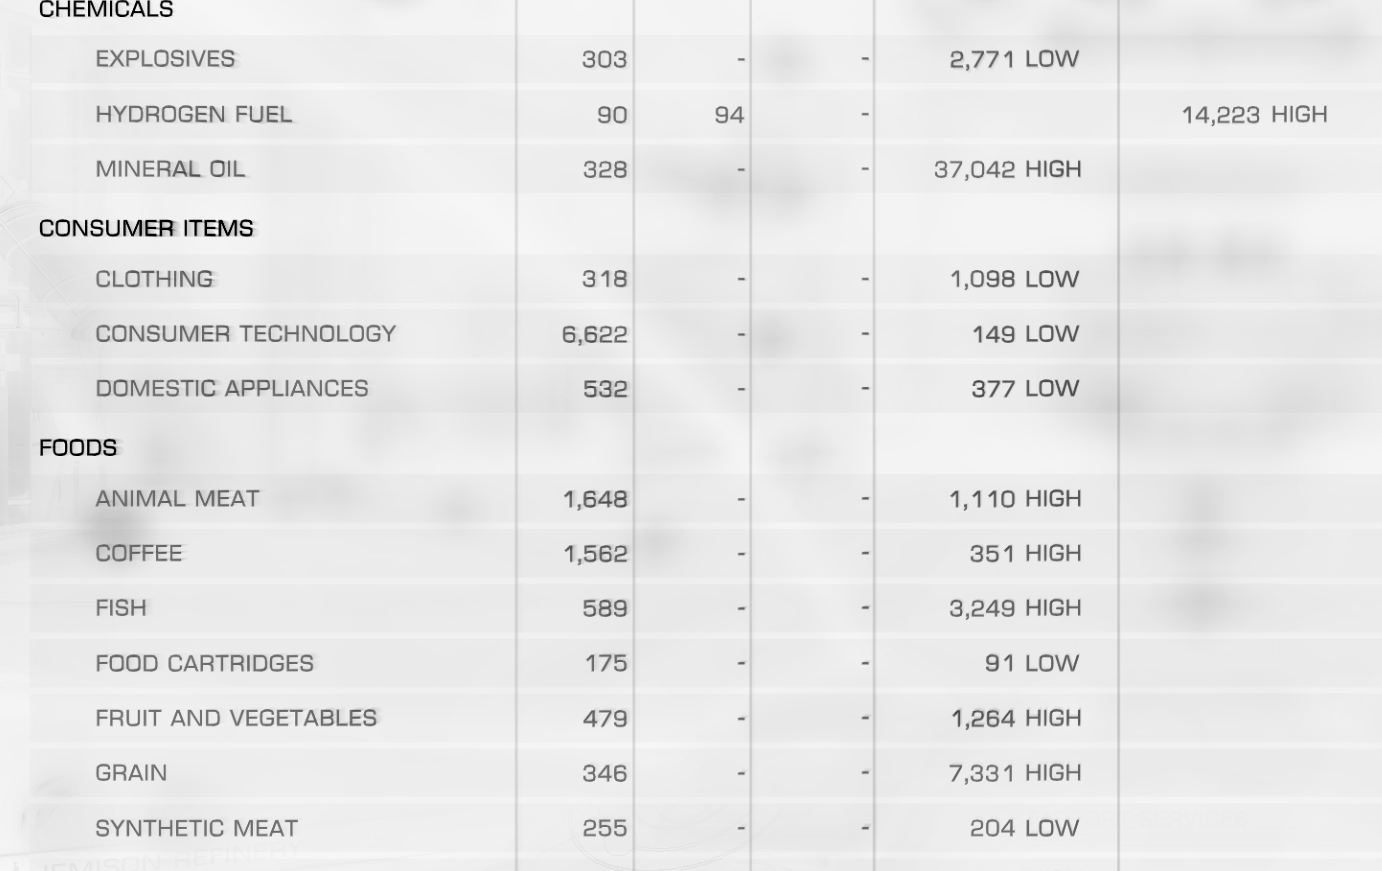 CHEMICALS
EXPLOSIVES 303 - - 2,771 LOW
HYDROGEN FUEL 90 94 - 14,223 HIGH
MINERAL OIL 328 - - 37,042 HIGH
CONSUMER ITEMS
CLOTHING 318 - - 1,098 LOW
CONSUMER TECHNOLOGY 6,622 - - 149 LOW
DOMESTIC APPLIANCES 532 - - 377 LOW
FOODS
ANIMAL MEAT 1,648 - - 1,110 HIGH
COFFEE 1,562 - - 351 HIGH
FISH 589 - - 3,249 HIGH
FOOD CARTRIDGES 175 - - 91 LOW
FRUIT AND VEGETABLES 479 - - 1,264 HIGH
GRAIN 346 - - 7,331 HIGH
SYNTHETIC MEAT 255 - - 204 LOW
JEMISON REFINERY